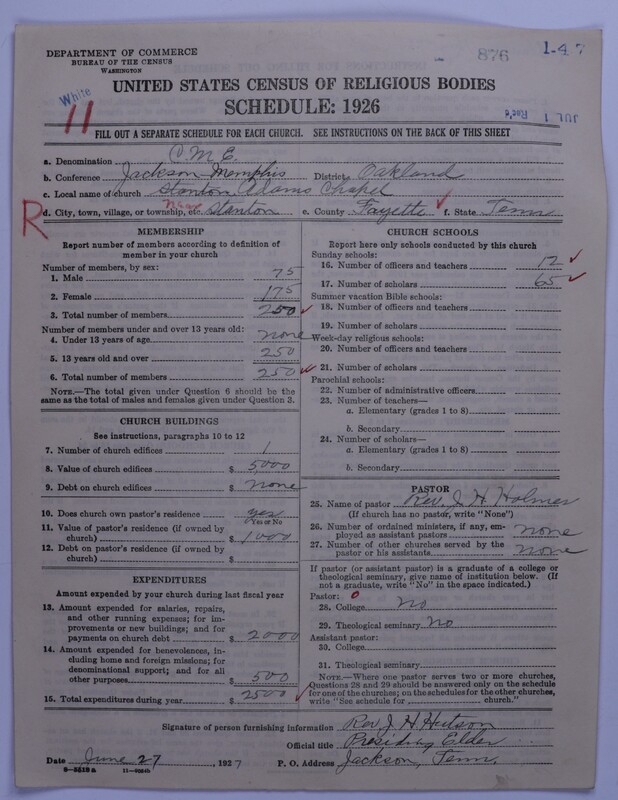 DEPARTMENT OF COMMERCE
BUREAU OF THE CENSUS
WASHINGTON
876
1-47
White
11
JUL 1 Rec'd
UNITED STATES CENSUS OF RELIGIOUS BODIES
SCHEDULE: 1926
FILL OUT A SEPARATE SCHEDULE FOR EACH CHURCH. SEE INSTRUCTIONS ON THE BACK OF THIS SHEET
a. Denomination C.M.E.
b. Conference Jackson Memphis District Oakland
c. Local name of church Stanton Adams Chapel
R d. City, town, village, or township, etc. near Stanton e. County Fayette f. State Tenn
MEMBERSHIP
Report number of members according to definition of
member in your church
Number of members, by sex:
1. Male 75
2. Female 175
3. Total number of members 250
Number of members under and over 13 years old:
4. Under 13 years of age none
5. 13 years old and over 250
6. Total number of members 250
NOTE.—The total given under Question 6 should be the
same as the total of males and females given under Question 3.
CHURCH BUILDINGS
See instructions, paragraphs 10 to 12
7. Number of church edifices 1
8. Value of church edifices $ 5000
9. Debt on church edifices $ none
10. Does church own pastor's residence? yes
Yes or No
11. Value of pastor's residence (if owned by
church) $ 1000
12. Debt on pastor's residence (if owned by
church) $
EXPENDITURES
Amount expended by your church during last fiscal year
13. Amount expended for salaries, repairs,
and other running expenses; for im-
provements or new buildings; and for
payments on church debt $ 2000
14. Amount expended for benevolences, in-
cluding home and foreign missions; for
denominational support; and for all
other purposes $ 500
15. Total expenditures during year $ 2500
CHURCH SCHOOLS
Report here only schools conducted by this church
Sunday schools:
16. Number of officers and teachers 12
17. Number of scholars 65
Summer vacation Bible schools:
18. Number of officers and teachers
19. Number of scholars
Week-day religious schools:
20. Number of officers and teachers
21. Number of scholars
Parochial schools:
22. Number of administrative officers
23. Number of teachers—
a. Elementary (grades 1 to 8)
b. Secondary
24. Number of scholars—
a. Elementary (grades 1 to 8)
b. Secondary
PASTOR
25. Name of pastor Rev. J. H. Holmes
(If church has no pastor, write "None")
26. Number of ordained ministers, if any, em-
ployed as assistant pastors none
27. Number of other churches served by the
pastor or his assistants none
If pastor (or assistant pastor) is a graduate of a college or
theological seminary, give name of institution below. (If
not a graduate, write "No" in the space indicated.)
Pastor: 0
28. College No
29. Theological seminary No
Assistant pastor:
30. College
31. Theological seminary
NOTE.—Where one pastor serves two or more churches,
Questions 28 and 29 should be answered only on the schedule
for one of the churches; on the schedules for the other churches,
write "See schedule for church."
Signature of person furnishing information Rev J. H. Hutson
Official title Presiding Elder
Date June 27, 1927 P. O. Address Jackson, Tenn.